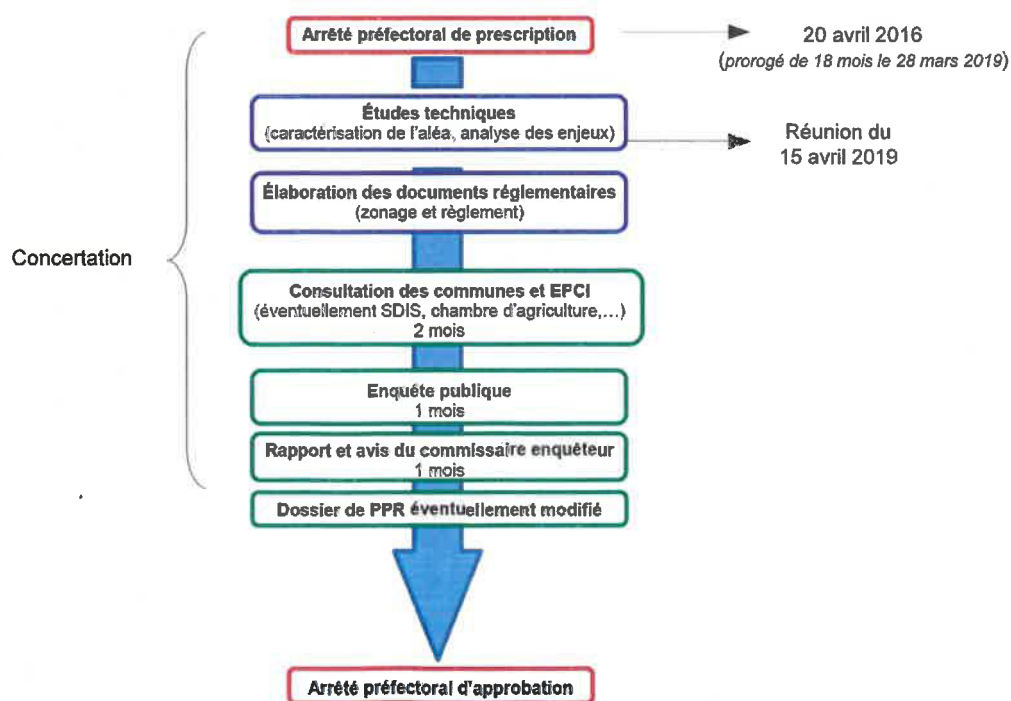 Arrêté préfectoral de prescription
20 avril 2016
(prorogé de 18 mois le 28 mars 2019)
Études techniques
(caractérisation de l'aléa, analyse des enjeux)
Réunion du
15 avril 2019
Élaboration des documents réglementaires
(zonage et règlement)
Concertation
Consultation des communes et EPCI
(éventuellement SDIS, chambre d'agriculture,...)
2 mois
Enquête publique
1 mois
Rapport et avis du commissaire enquêteur
1 mois
Dossier de PPR éventuellement modifié
Arrêté préfectoral d'approbation